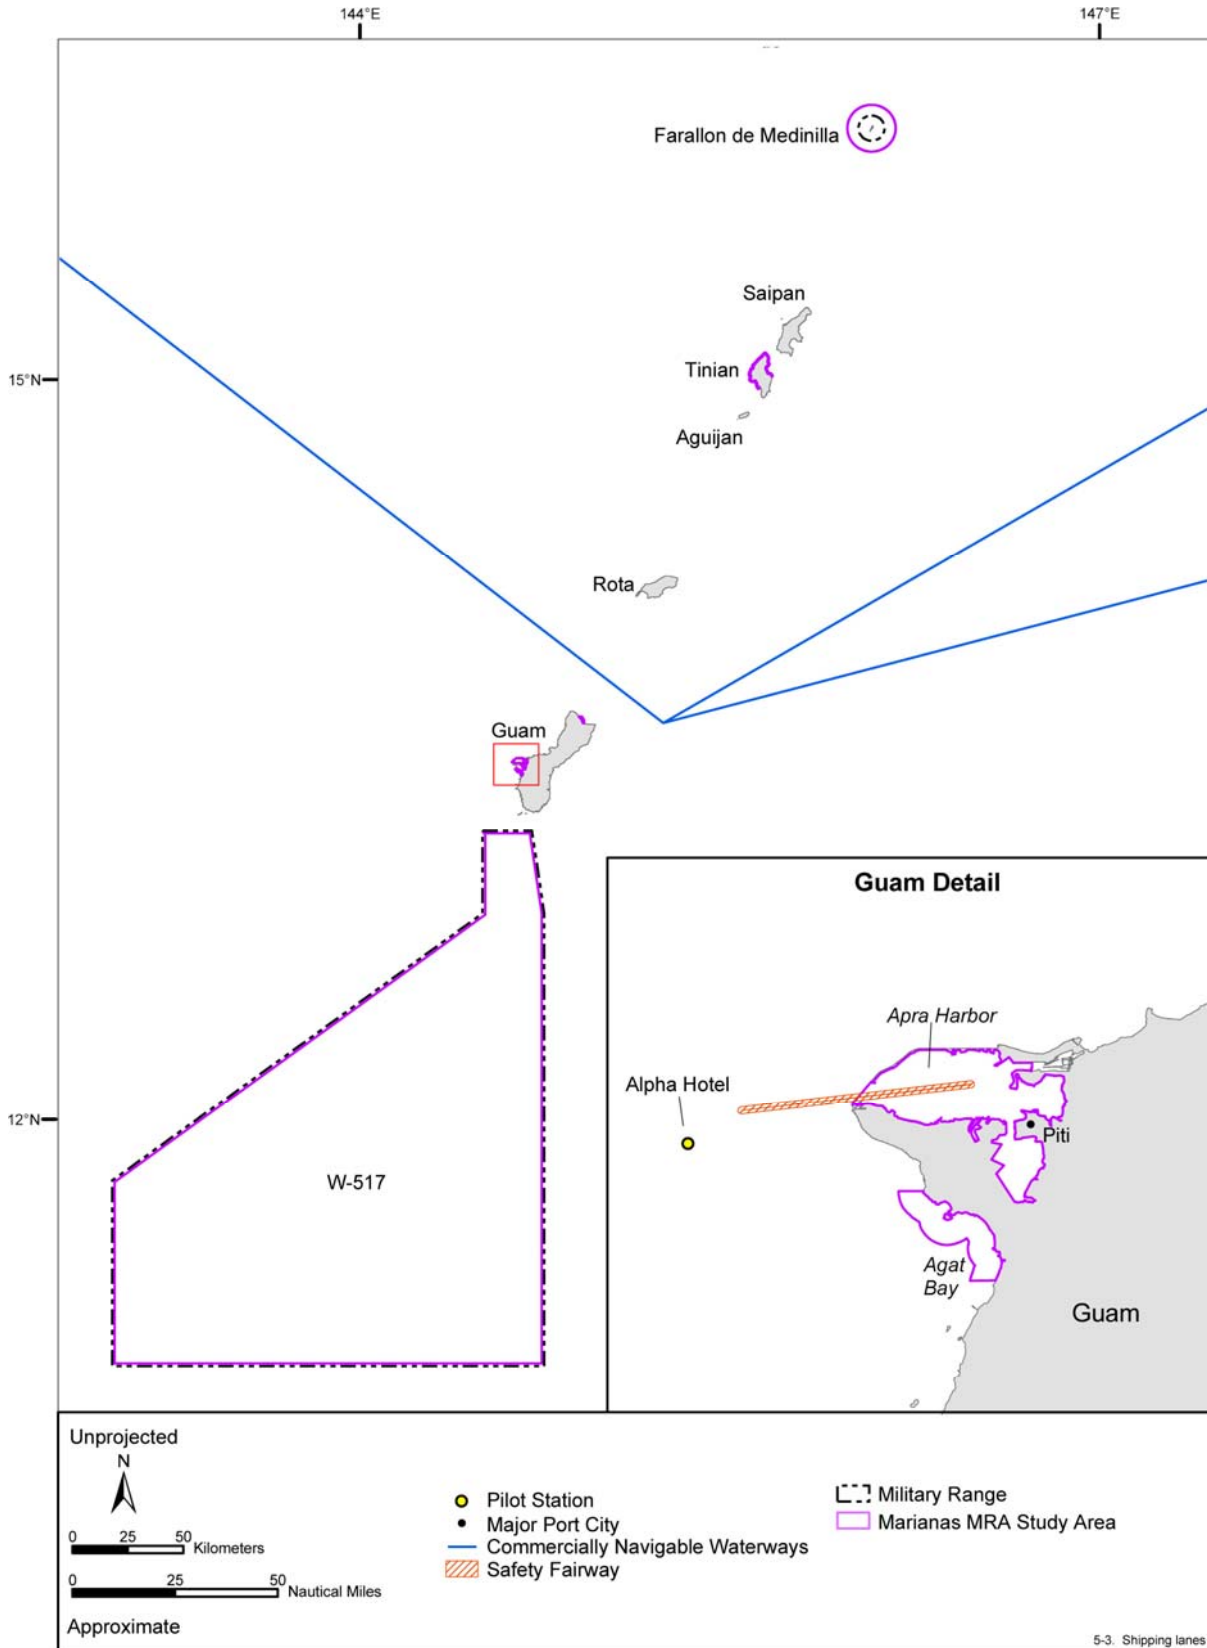 144°E
147°E
Farallon de Medinilla
Saipan
15°N
Tinian
Aguijan
Rota
Guam
Guam Detail
Apra Harbor
Alpha Hotel
12°N
Piti
W-517
Agat
Bay
Guam
Unprojected
N
0 25 50
Kilometers
0 25 50
Nautical Miles
Approximate
Pilot Station
Major Port City
Commercially Navigable Waterways
Safety Fairway
Military Range
Marianas MRA Study Area
5-3. Shipping lanes